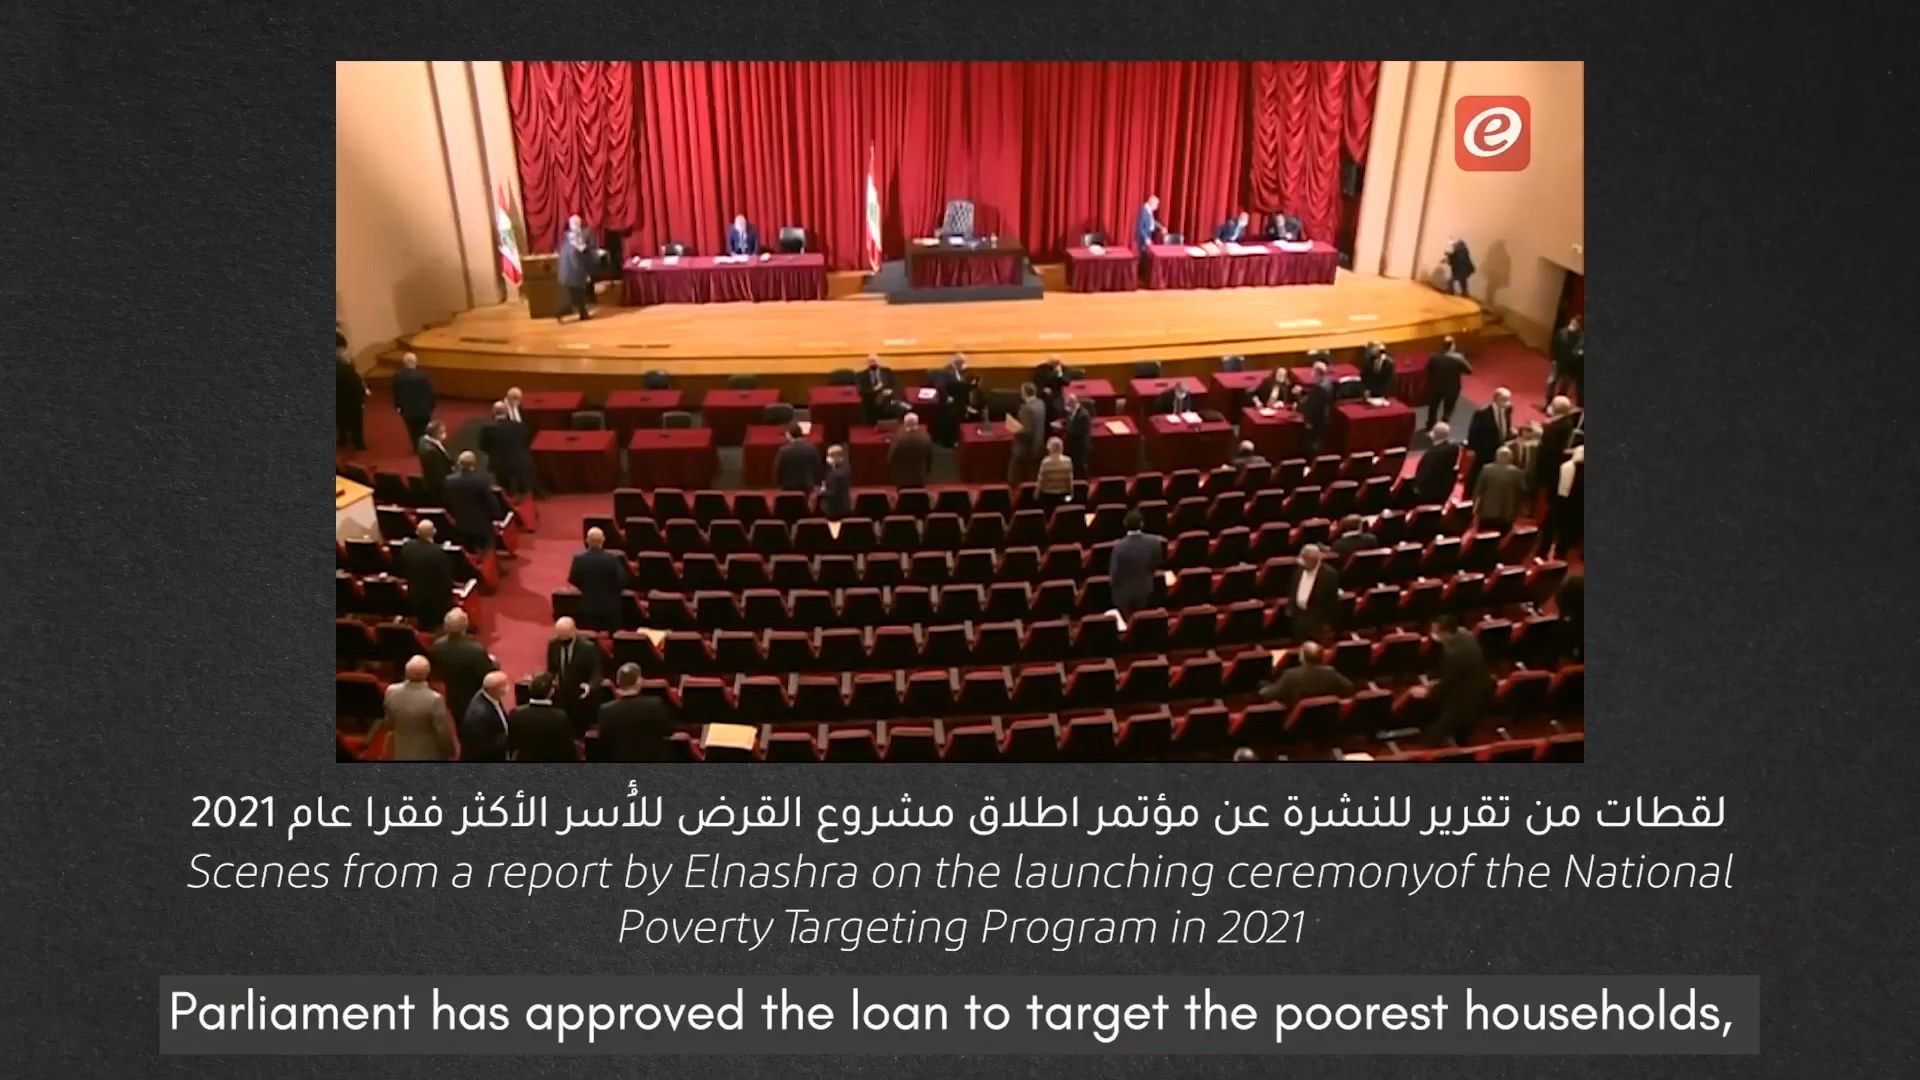 e
لقطات من تقرير للنشرة عن مؤتمر اطلاق مشروع القرض للأُسر الأكثر فقرا عام 2021
Scenes from a report by Elnashra on the launching ceremonyof the National
Poverty Targeting Program in 2021
Parliament has approved the loan to target the poorest households,